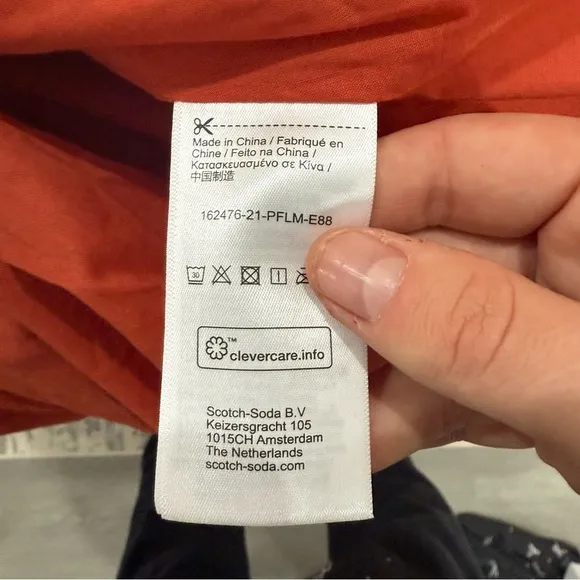 Made in China / Fabriqué en
Chine / Feito na China /
Κατασκευασμένο σε Κίνα /
中国制造
162476-21-PFLM-E88
30
™
clevercare.info
Scotch-Soda B.V
Keizersgracht 105
1015CH Amsterdam
The Netherlands
scotch-soda.com